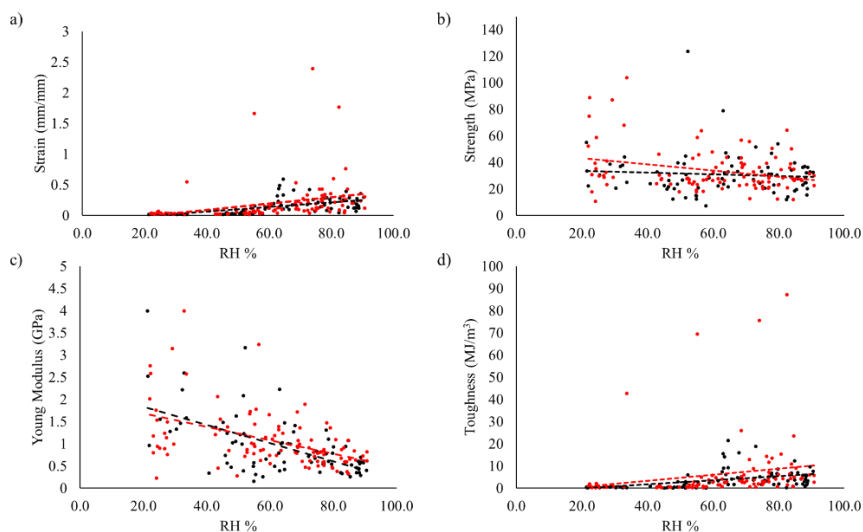 a)
3
2.5
2
1.5
1
0.5
0
Strain (mm/mm)
0.0 20.0 40.0 60.0 80.0 100.0
RH %
b)
140
120
100
80
60
40
20
0
Strength (MPa)
0.0 20.0 40.0 60.0 80.0 100.0
RH %
c)
5
4.5
4
3.5
3
2.5
2
1.5
1
0.5
0
Young Modulus (GPa)
0.0 20.0 40.0 60.0 80.0 100.0
RH %
d)
100
90
80
70
60
50
40
30
20
10
0
Toughness (MJ/m³)
0.0 20.0 40.0 60.0 80.0 100.0
RH %